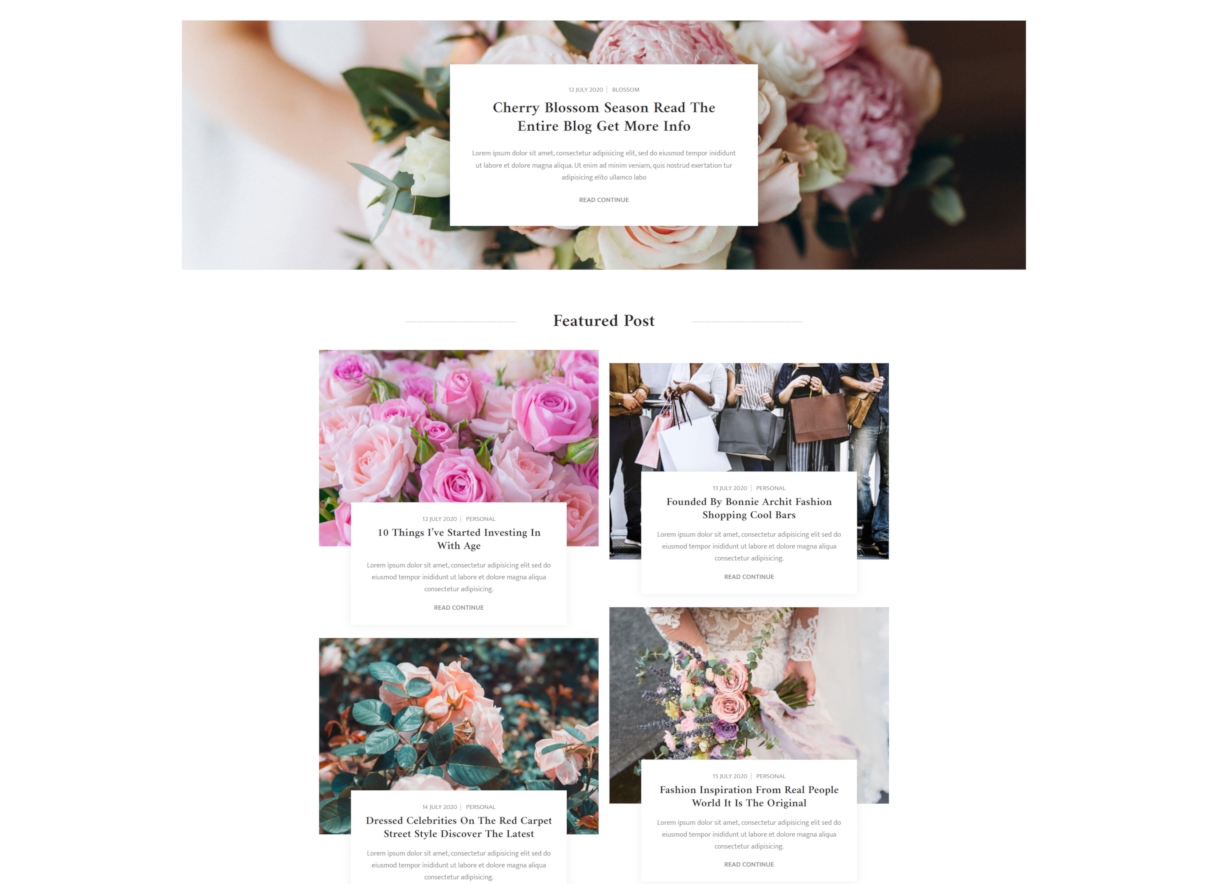 12 JULY 2020 | BLOSSOM
Cherry Blossom Season Read The
Entire Blog Get More Info
Lorem ipsum dolor sit amet, consectetur adipisicing elit, sed do eiusmod tempor inididunt
ut labore et dolore magna aliqua. Ut enim ad minim veniam, quis nostrud exertation tur
adipisicing elito ullamco labo
READ CONTINUE
Featured Post
12 JULY 2020 | PERSONAL
10 Things I've Started Investing In
With Age
Lorem ipsum dolor sit amet, consectetur adipisicing elit sed do
eiusmod tempor inididunt ut labore et dolore magna aliqua
consectetur adipisicing.
READ CONTINUE
13 JULY 2020 | PERSONAL
Founded By Bonnie Archit Fashion
Shopping Cool Bars
Lorem ipsum dolor sit amet, consectetur adipisicing elit sed do
eiusmod tempor inididunt ut labore et dolore magna aliqua
consectetur adipisicing.
READ CONTINUE
14 JULY 2020 | PERSONAL
Dressed Celebrities On The Red Carpet
Street Style Discover The Latest
Lorem ipsum dolor sit amet, consectetur adipisicing elit sed do
eiusmod tempor inididunt ut labore et dolore magna aliqua
consectetur adipisicing.
15 JULY 2020 | PERSONAL
Fashion Inspiration From Real People
World It Is The Original
Lorem ipsum dolor sit amet, consectetur adipisicing elit sed do
eiusmod tempor inididunt ut labore et dolore magna aliqua
consectetur adipisicing.
READ CONTINUE